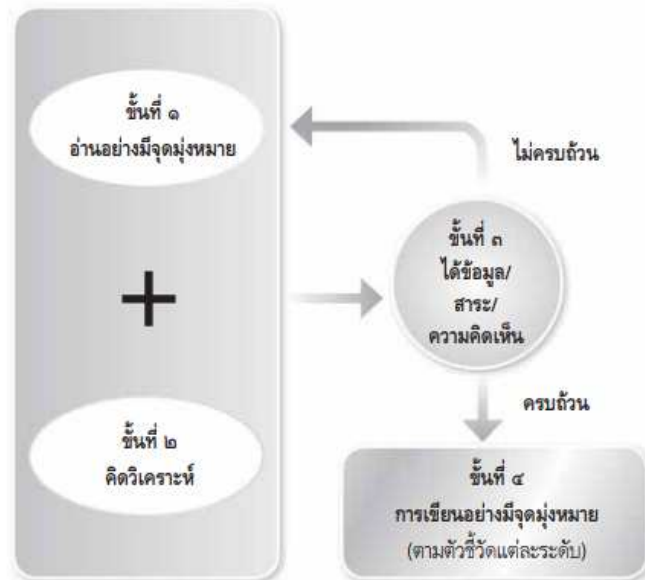 ขั้นที่ ๑
อ่านอย่างมีจุดมุ่งหมาย
+
ขั้นที่ ๒
คิดวิเคราะห์
ไม่ครบถ้วน
ขั้นที่ ๓
ได้ข้อมูล/
สาระ/
ความคิดเห็น
ครบถ้วน
ขั้นที่ ๔
การเขียนอย่างมีจุดมุ่งหมาย
(ตามตัวชี้วัดแต่ละระดับ)